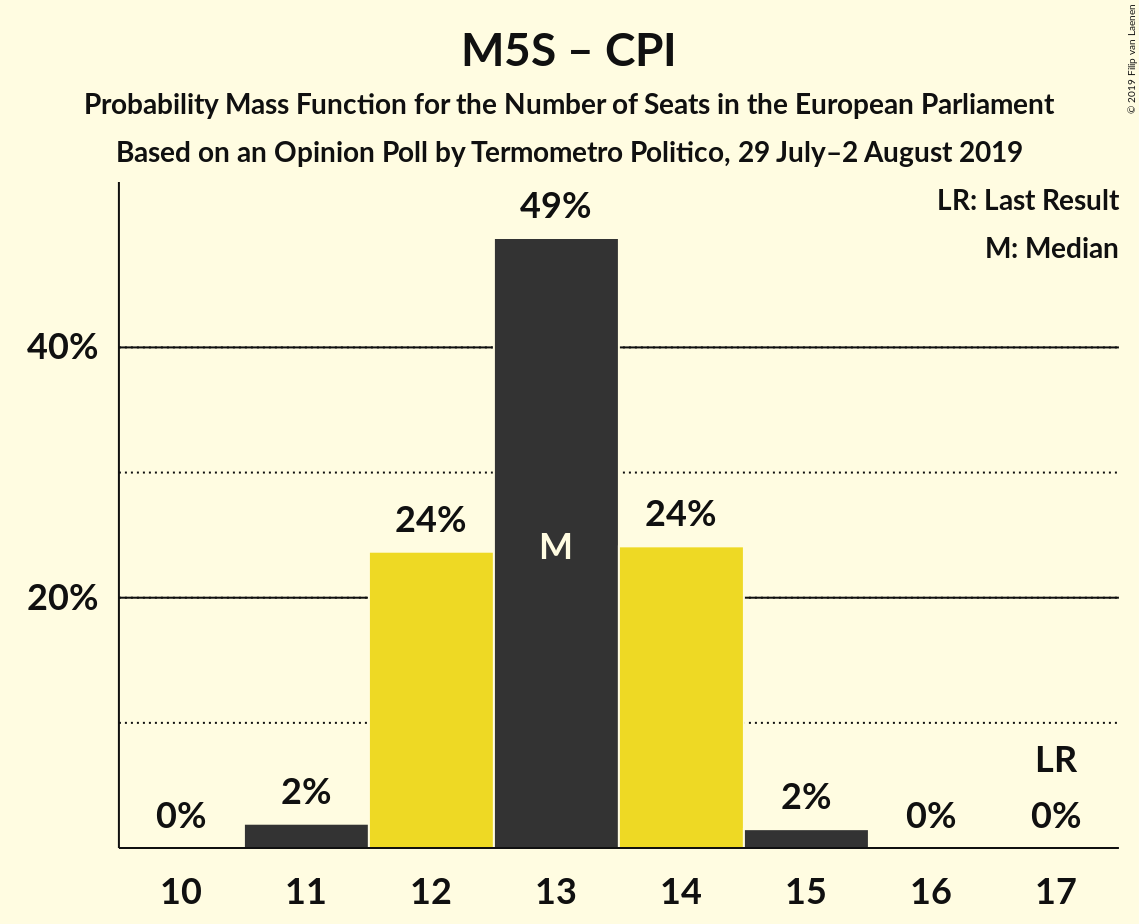 M5S – CPI
Probability Mass Function for the Number of Seats in the European Parliament
Based on an Opinion Poll by Termometro Politico, 29 July–2 August 2019
© 2019 Filip van Laenen
LR: Last Result
M: Median
49%
40%
24%
24%
M
20%
LR
0%
2%
2%
0%
0%
10 11 12 13 14 15 16 17